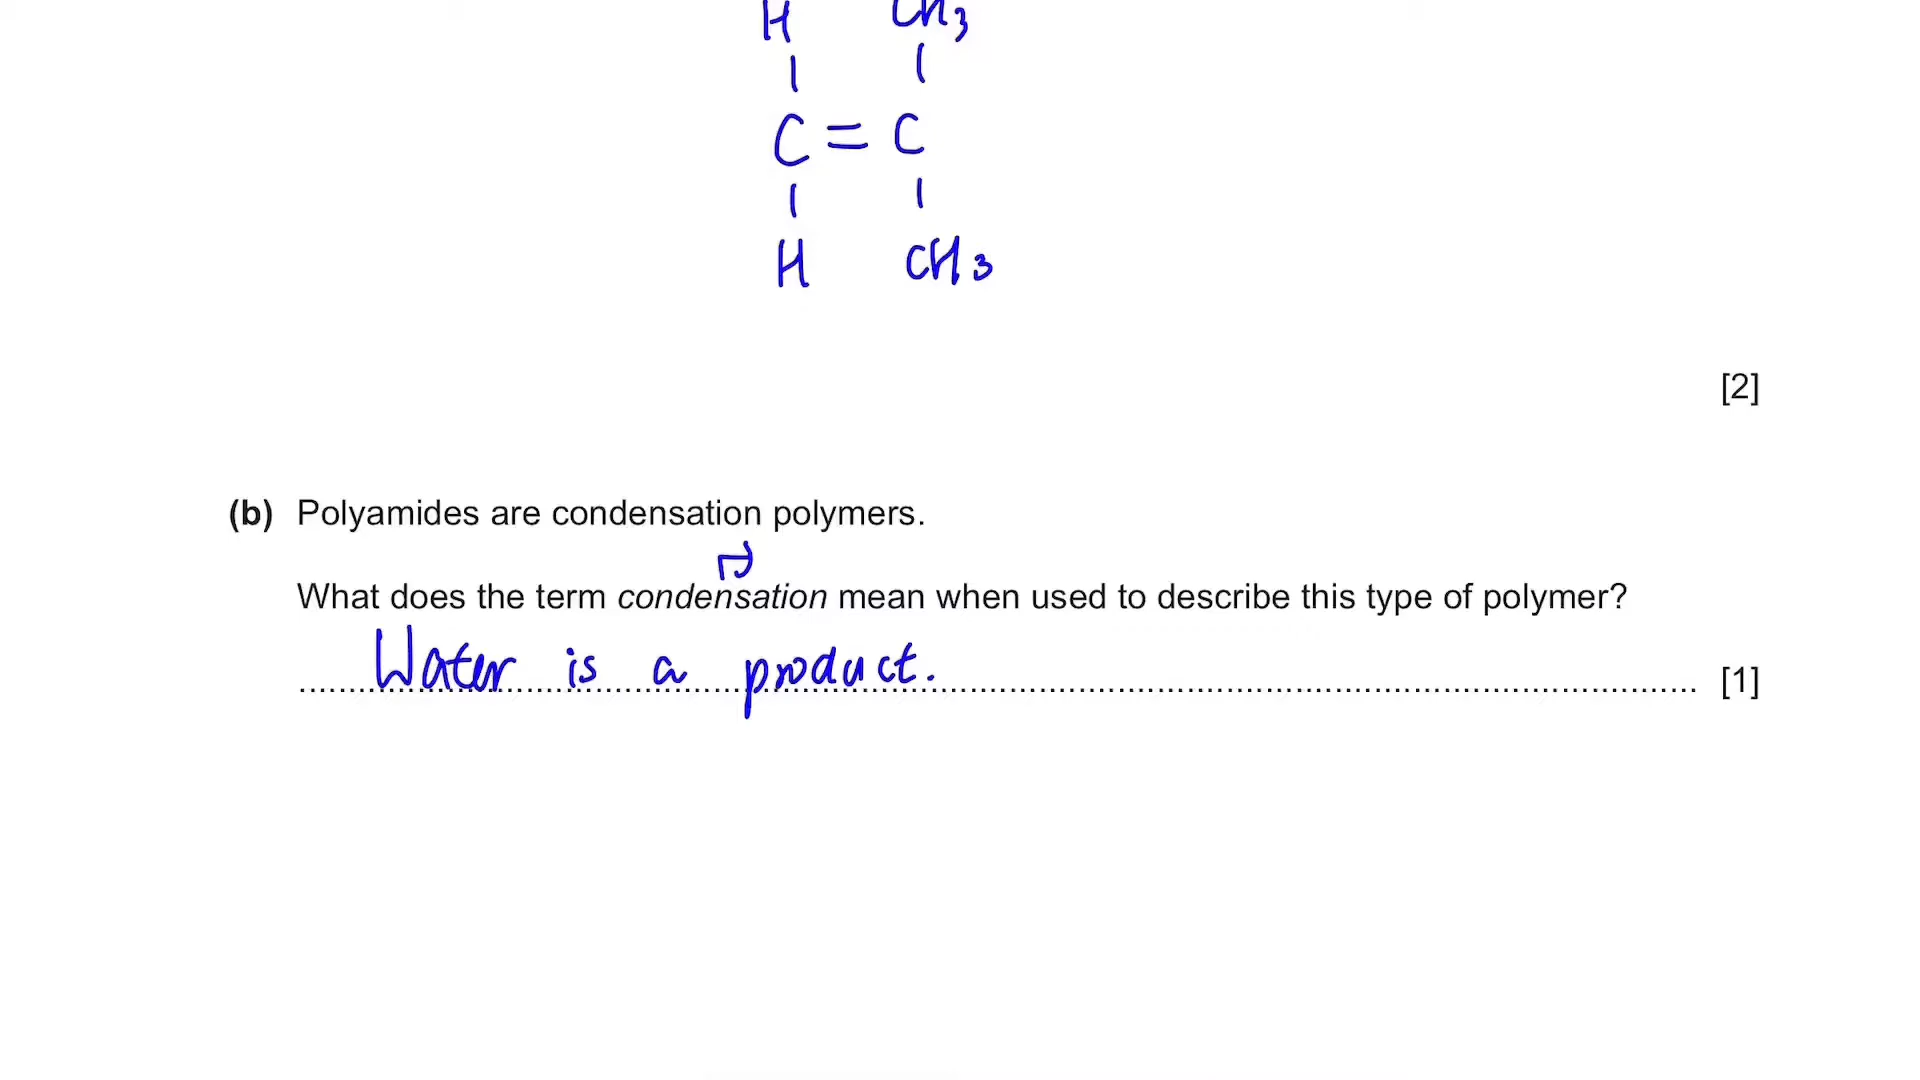 H CH3
C = C
H CH3
[2]
(b) Polyamides are condensation polymers.
What does the term condensation mean when used to describe this type of polymer?
Water is a product. [1]